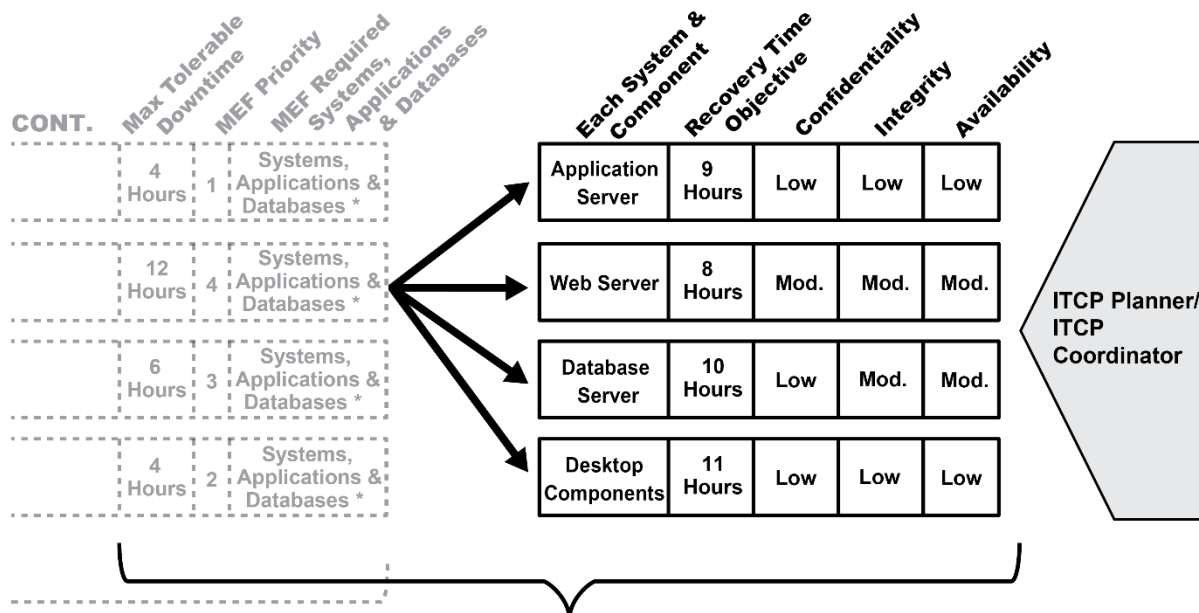 CONT.
Max Tolerable
Downtime
MEF Priority
MEF Required
Systems,
Applications
& Databases
Each System &
Component
Recovery Time
Objective
Confidentiality
Integrity
Availability
4
Hours
1
Systems,
Applications &
Databases *
Application
Server
9
Hours
Low
Low
Low
12
Hours
4
Systems,
Applications &
Databases *
Web Server
8
Hours
Mod.
Mod.
Mod.
6
Hours
3
Systems,
Applications &
Databases *
Database
Server
10
Hours
Low
Mod.
Mod.
4
Hours
2
Systems,
Applications &
Databases *
Desktop
Components
11
Hours
Low
Low
Low
ITCP Planner/
ITCP
Coordinator